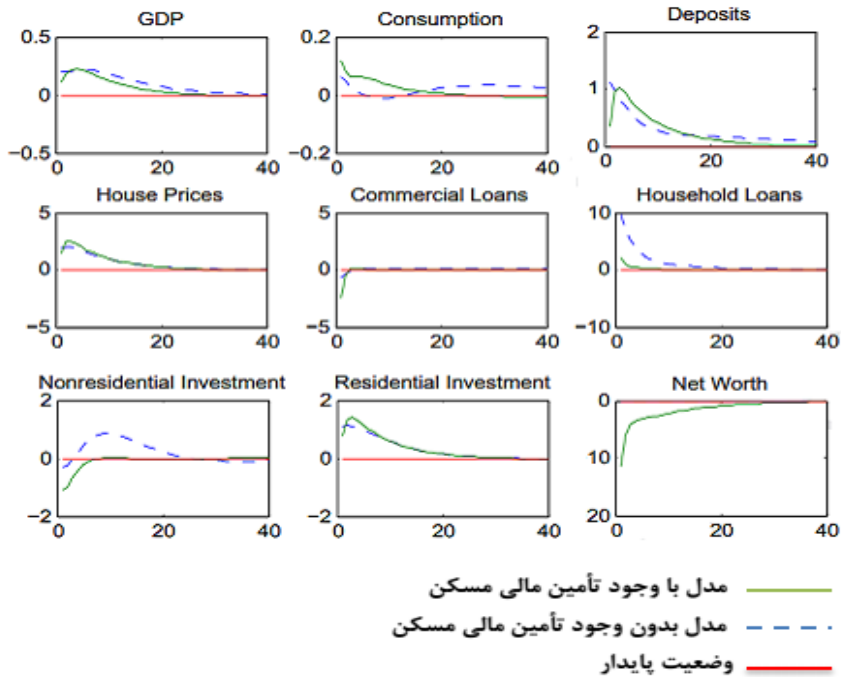 GDP
Consumption
Deposits
0.5
0
−0.5
0 20 40
0.2
0
−0.2
0 20 40
2
1
0
0 20 40
House Prices
Commercial Loans
Household Loans
5
0
−5
0 20 40
5
0
−5
0 20 40
10
0
−10
0 20 40
Nonresidential Investment
Residential Investment
Net Worth
2
0
−2
0 20 40
2
0
−2
0 20 40
0
10
20
0 20 40
مدل با وجود تأمین مالی مسکن
مدل بدون وجود تأمین مالی مسکن
وضعیت پایدار